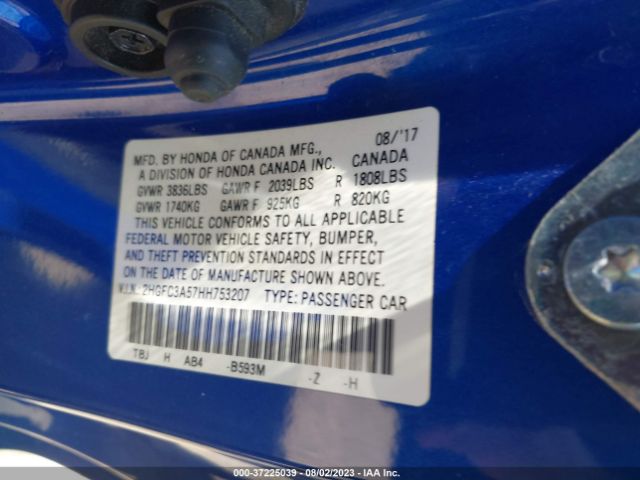 08/'17
MFD. BY HONDA OF CANADA MFG., CANADA
A DIVISION OF HONDA CANADA INC.
GVWR 3836LBS GAWR F 2039LBS R 1808LBS
GVWR 1740KG GAWR F 925KG R 820KG
THIS VEHICLE CONFORMS TO ALL APPLICABLE
FEDERAL MOTOR VEHICLE SAFETY, BUMPER,
AND THEFT PREVENTION STANDARDS IN EFFECT
ON THE DATE OF MANUFACTURE SHOWN ABOVE.
V.I.N.: 2HGFC3A57HH753207 TYPE: PASSENGER CAR
TBJ H AB4 -B593M -Z -H
000-37225039 - 08/02/2023 - IAA Inc.